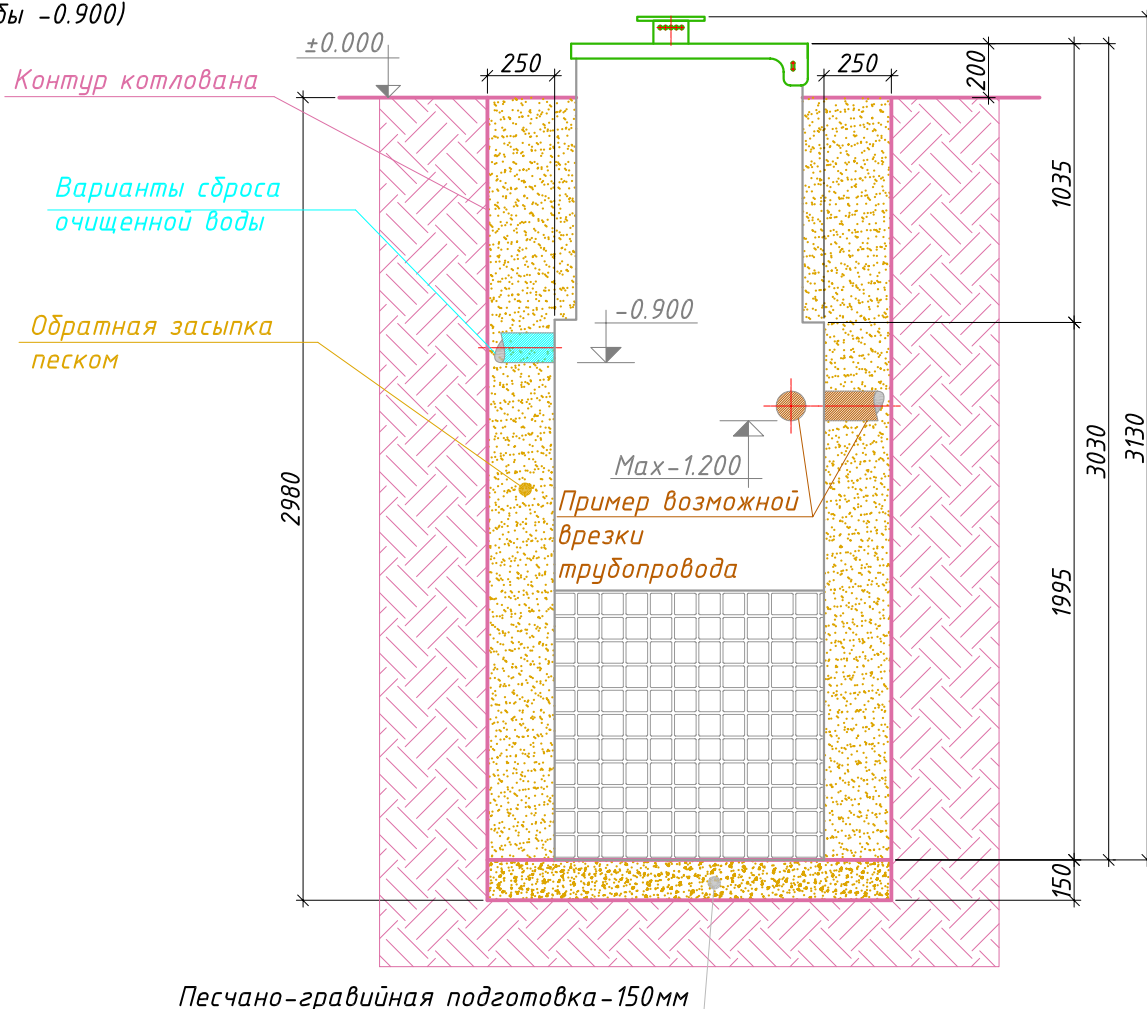 бы -0.900)
±0.000
250
250
200
Контур котлована
Варианты сброса
очищенной воды
1035
Обратная засыпка
песком
-0.900
Max-1.200
2980
3030
3130
Пример возможной
врезки
трубопровода
1995
150
Песчано-гравийная подготовка-150мм